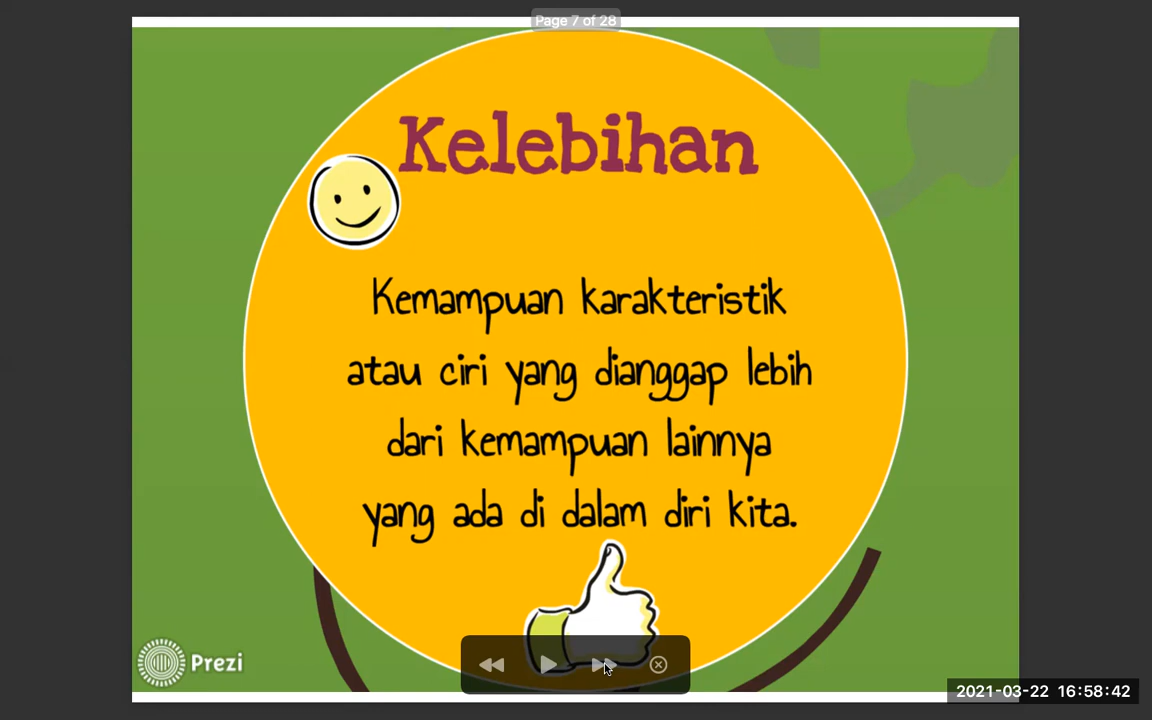 Page 7 of 28
Kelebihan
Kemampuan karakteristik
atau ciri yang dianggap lebih
dari kemampuan lainnya
yang ada di dalam diri kita.
Prezi
2021-03-22 16:58:42